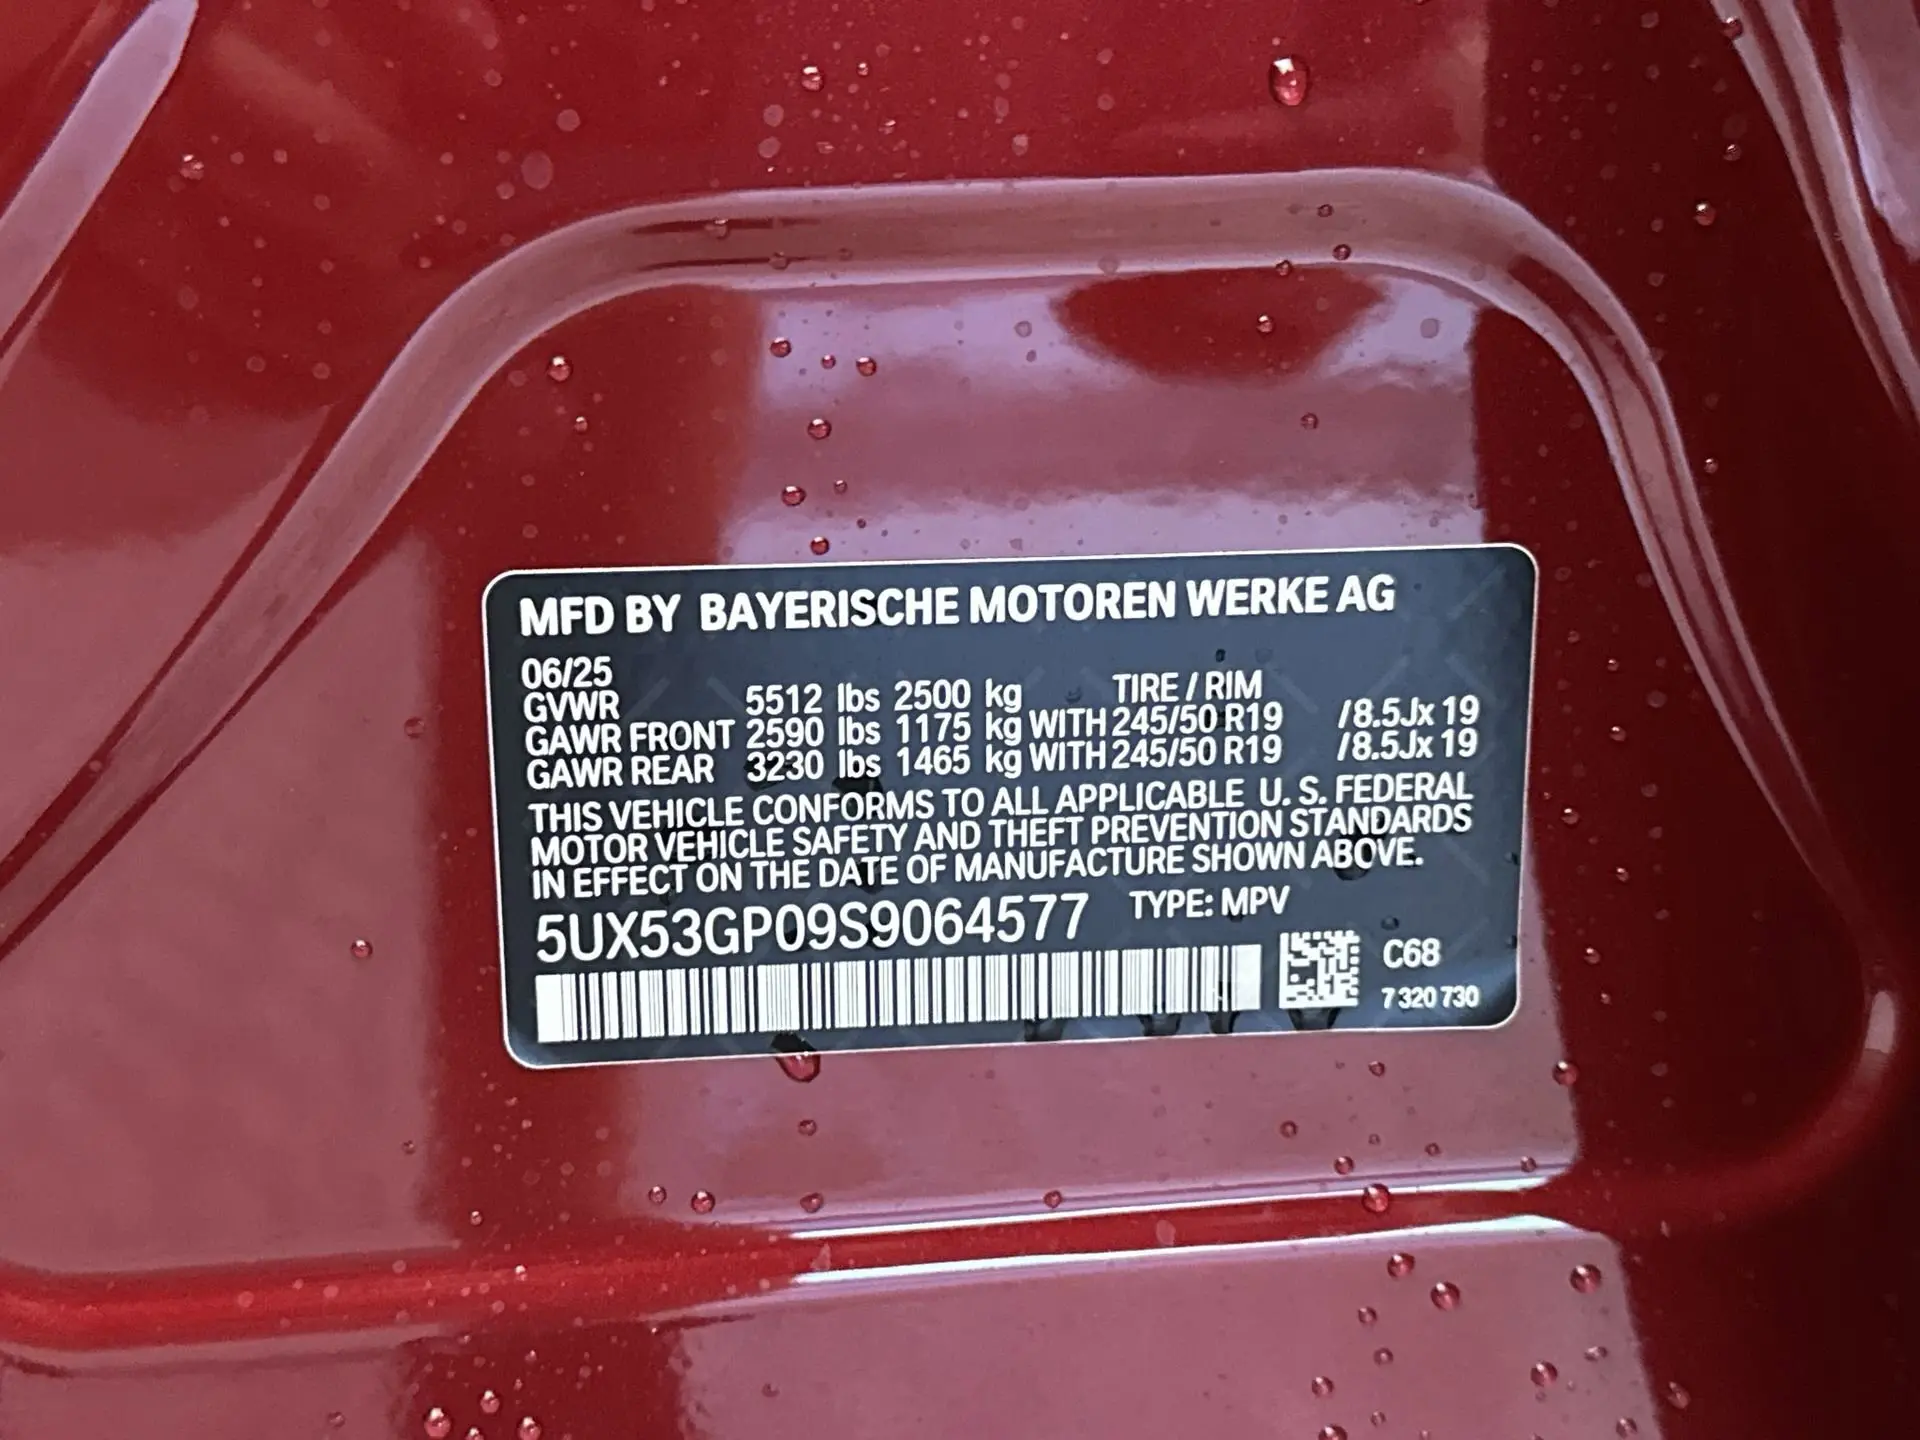 MFD BY BAYERISCHE MOTOREN WERKE AG
06/25
GVWR 5512 lbs 2500 kg TIRE / RIM
GAWR FRONT 2590 lbs 1175 kg WITH 245/50 R19 /8.5Jx 19
GAWR REAR 3230 lbs 1465 kg WITH 245/50 R19 /8.5Jx 19
THIS VEHICLE CONFORMS TO ALL APPLICABLE U. S. FEDERAL
MOTOR VEHICLE SAFETY AND THEFT PREVENTION STANDARDS
IN EFFECT ON THE DATE OF MANUFACTURE SHOWN ABOVE.
5UX53GP09S9064577 TYPE: MPV
C68
7 320 730